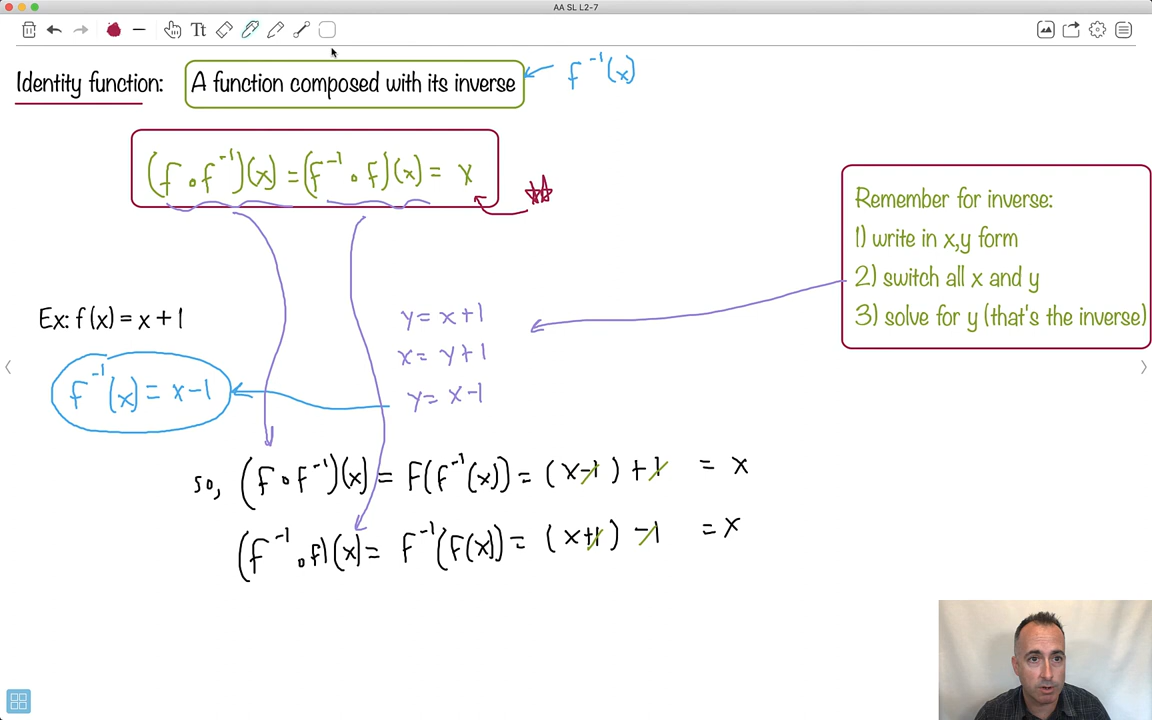 AA SL L2-7
Tt
Identity function: A function composed with its inverse f⁻¹(x)
(f∘f⁻¹)(x) = (f⁻¹∘f)(x) = x
Remember for inverse:
1) write in x,y form
2) switch all x and y
3) solve for y (that's the inverse)
Ex: f(x) = x + 1
y = x+1
x = y+1
y = x-1
f⁻¹(x) = x-1
so, (f∘f⁻¹)(x) = F(f⁻¹(x)) = (x-1) + 1 = x
(f⁻¹∘f)(x) = f⁻¹(F(x)) = (x+1) - 1 = x